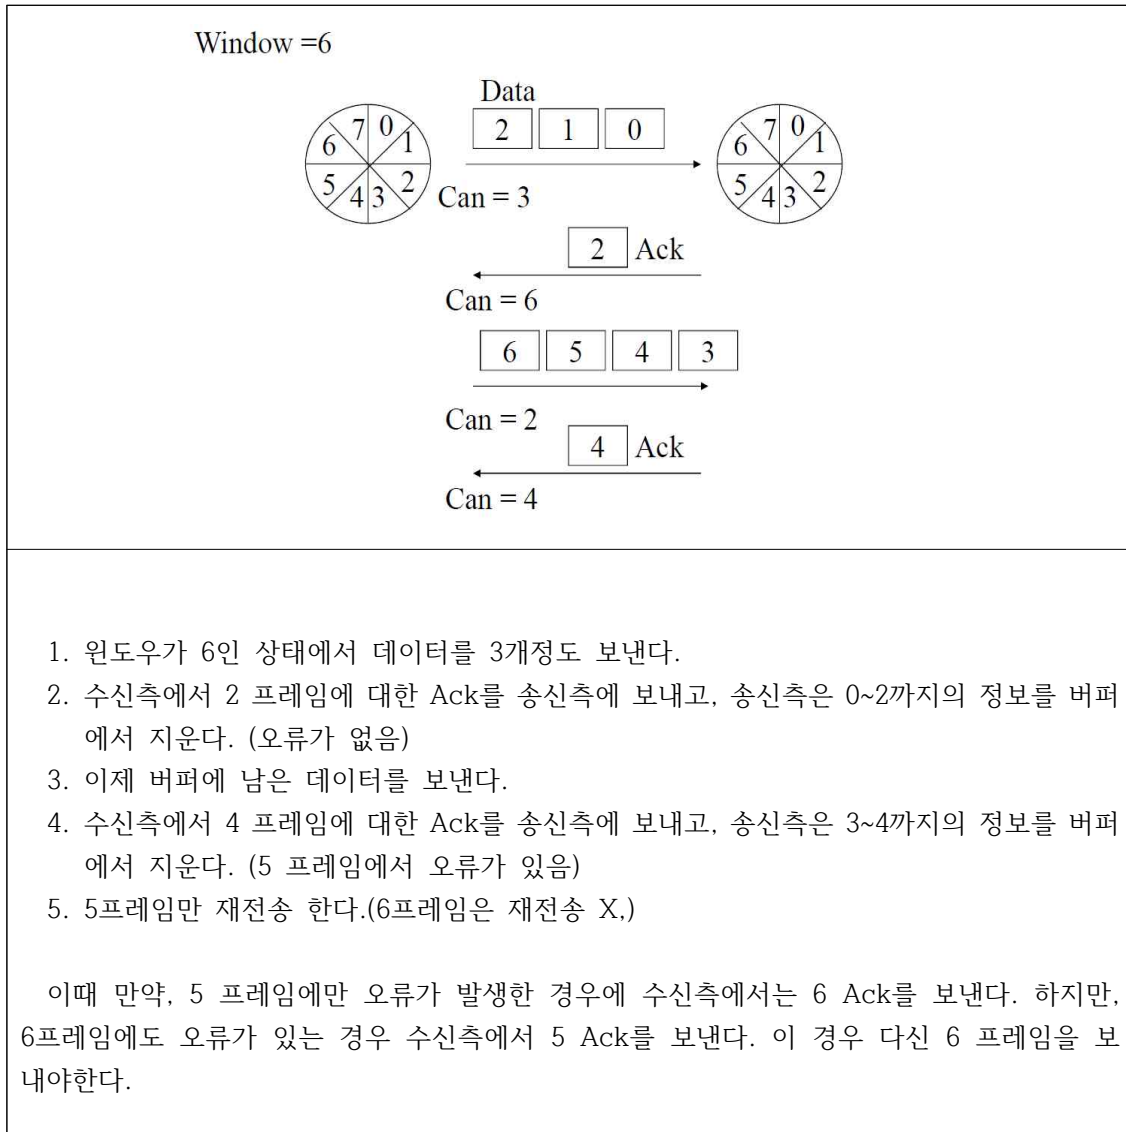 Window =6
Data
2 1 0
7 0
6 1
5 2
4 3
7 0
6 1
5 2
4 3
Can = 3
2 Ack
Can = 6
6 5 4 3
Can = 2
4 Ack
Can = 4
1. 윈도우가 6인 상태에서 데이터를 3개정도 보낸다.
2. 수신측에서 2 프레임에 대한 Ack를 송신측에 보내고, 송신측은 0~2까지의 정보를 버퍼
에서 지운다. (오류가 없음)
3. 이제 버퍼에 남은 데이터를 보낸다.
4. 수신측에서 4 프레임에 대한 Ack를 송신측에 보내고, 송신측은 3~4까지의 정보를 버퍼
에서 지운다. (5 프레임에서 오류가 있음)
5. 5프레임만 재전송 한다.(6프레임은 재전송 X,)
이때 만약, 5 프레임에만 오류가 발생한 경우에 수신측에서는 6 Ack를 보낸다. 하지만,
6프레임에도 오류가 있는 경우 수신측에서 5 Ack를 보낸다. 이 경우 다신 6 프레임을 보
내야한다.